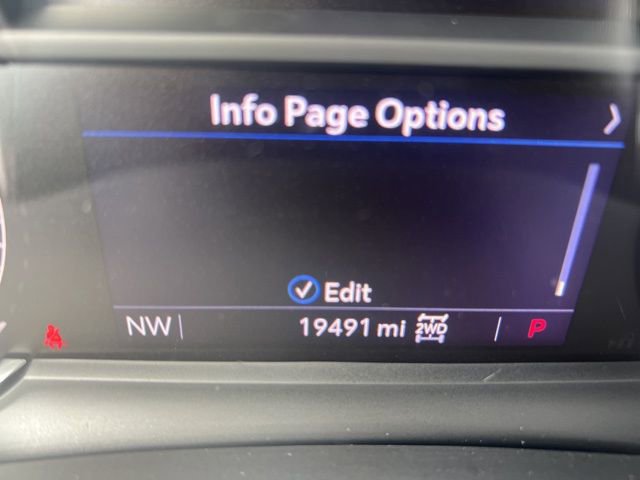 Info Page Options
Edit
NW 19491 mi 2WD P